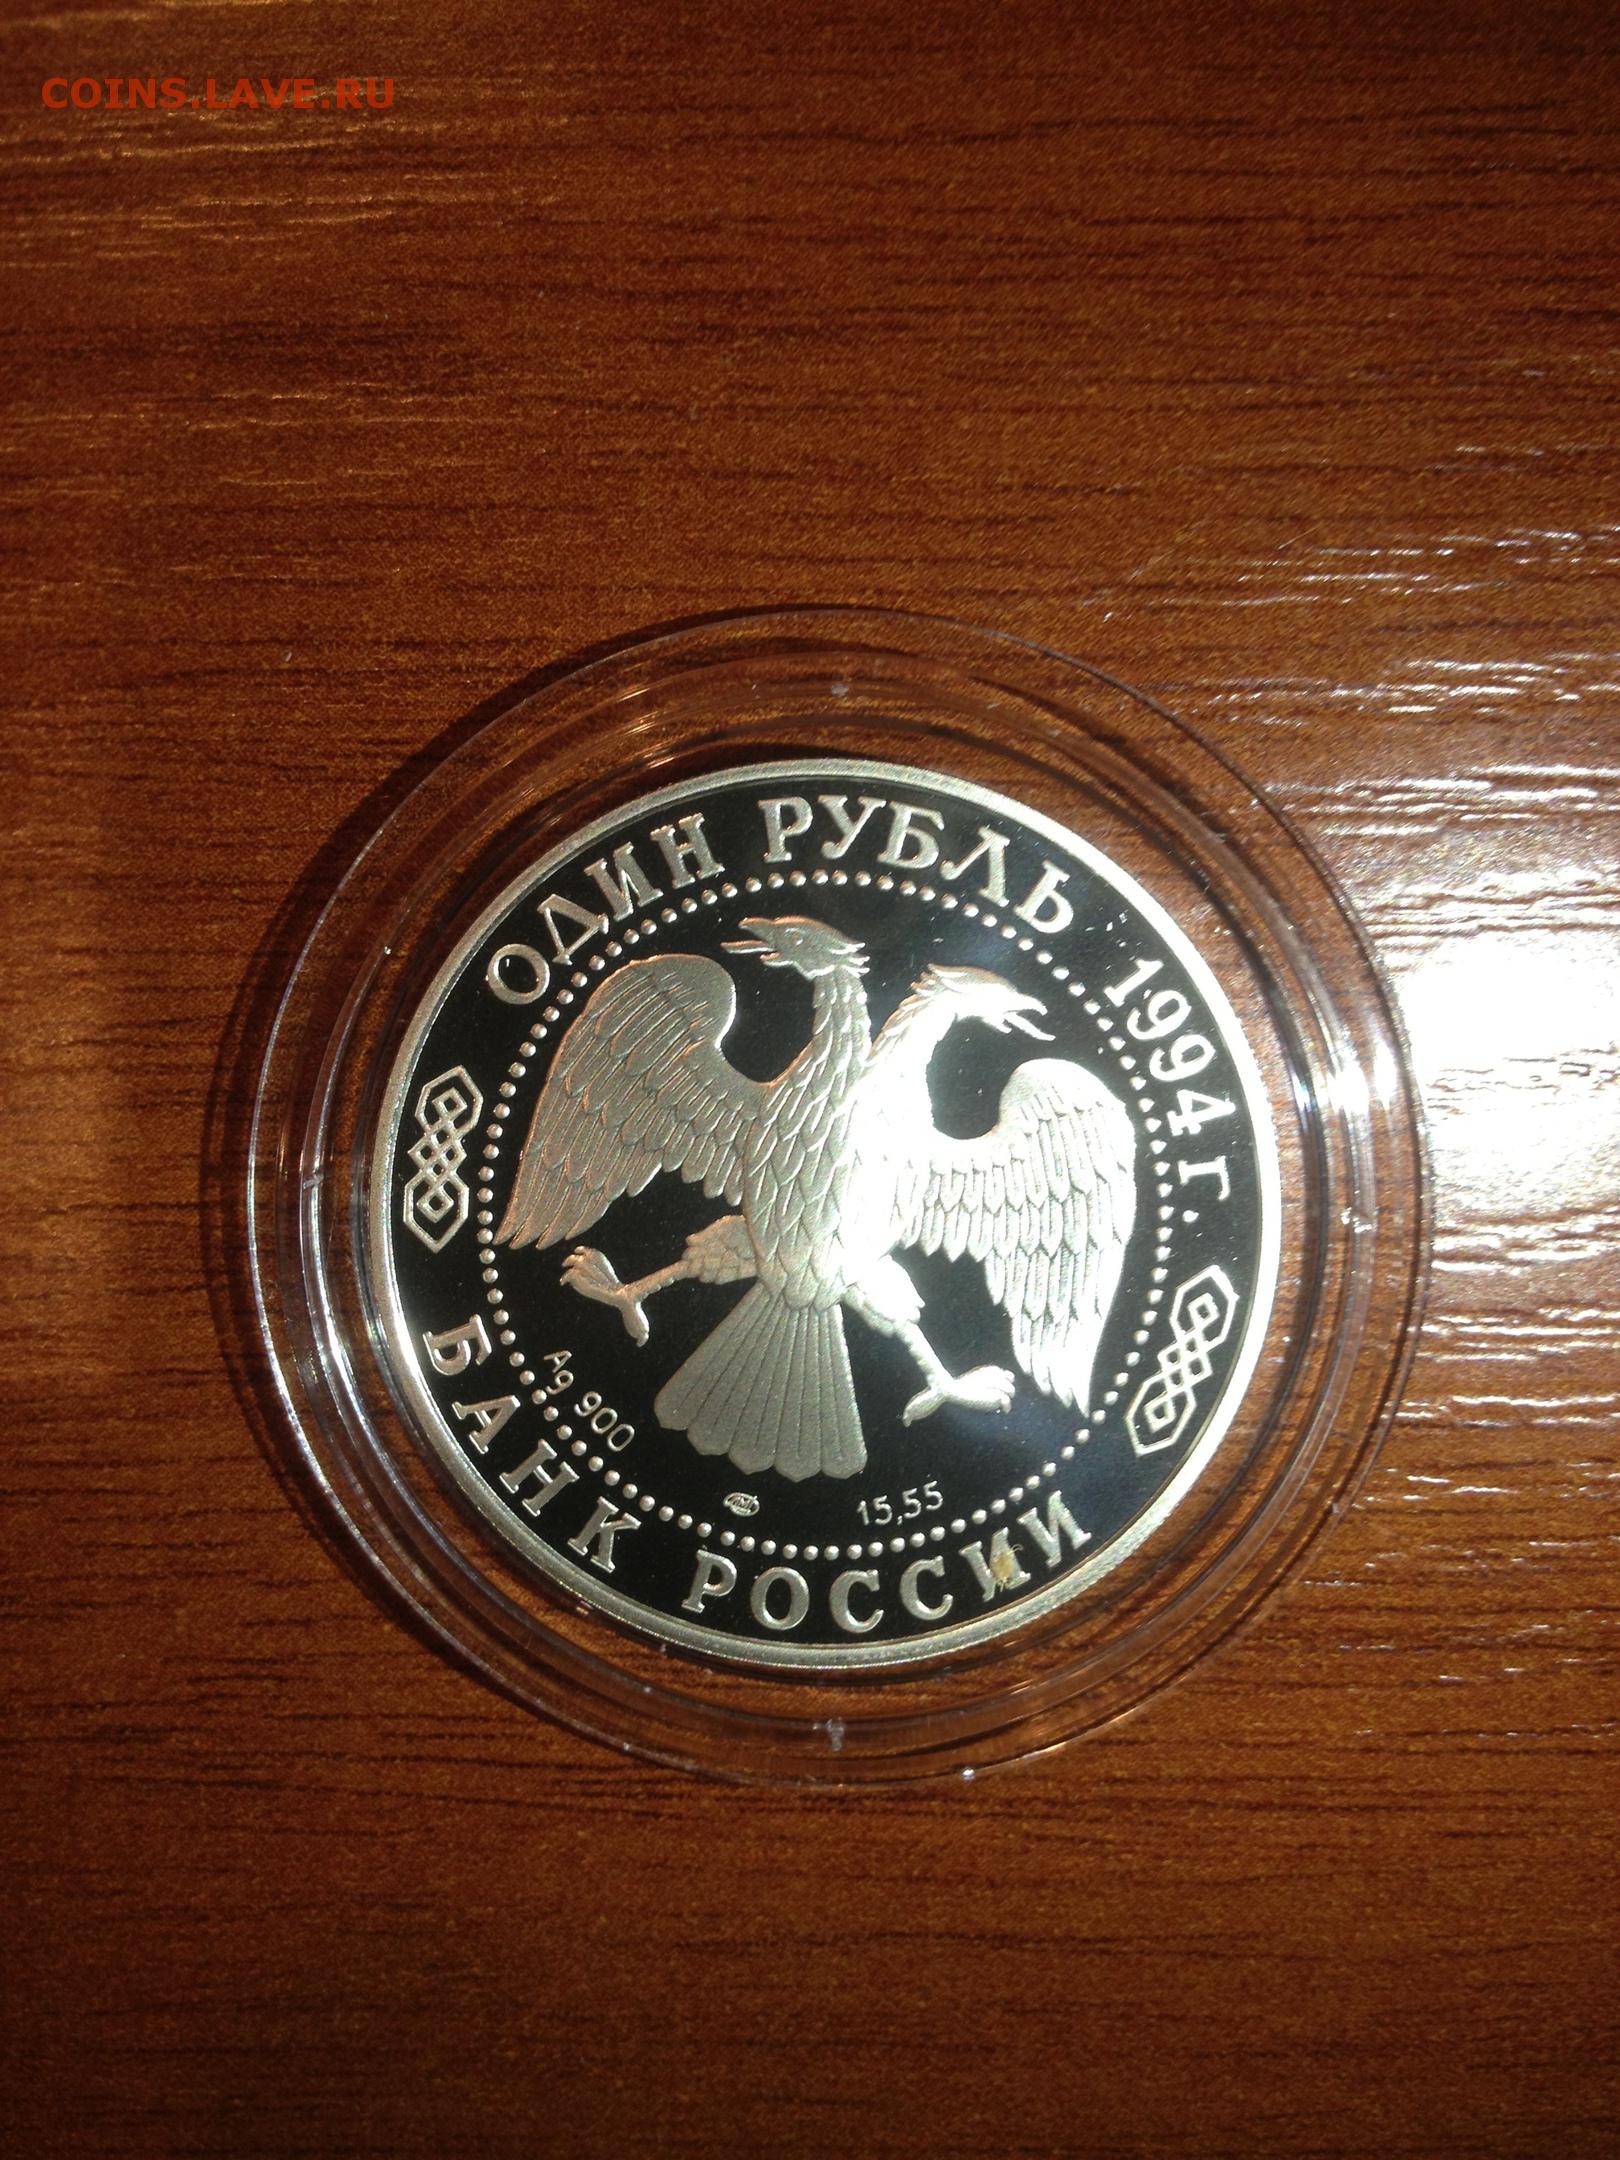 COINS.LAVE.RU
ОДИН РУБЛЬ 1994 Г.
Ag 900
15,55
БАНК РОССИИ